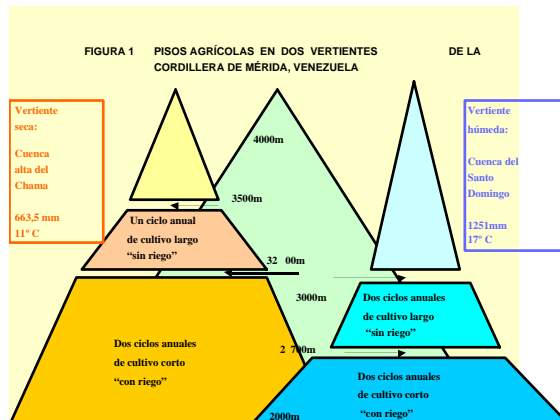 FIGURA 1 PISOS AGRÍCOLAS EN DOS VERTIENTES DE LA
CORDILLERA DE MÉRIDA, VENEZUELA
Vertiente
seca:
Cuenca
alta del
Chama
663,5 mm
11º C
Vertiente
húmeda:
Cuenca del
Santo
Domingo
1251mm
17º C
4000m
3500m
Un ciclo anual
de cultivo largo
“sin riego”
32 00m
3000m
Dos ciclos anuales
de cultivo largo
“sin riego”
Dos ciclos anuales
de cultivo corto
“con riego”
2 700m
Dos ciclos anuales
de cultivo corto
“con riego”
2000m